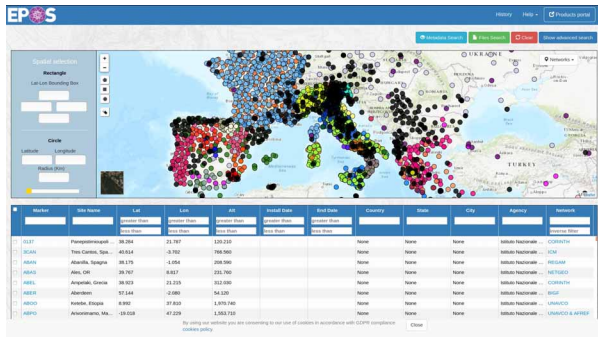 EPOS
History Help Products portal
Metadata Search Files Search Clear Show advanced search
Spatial selection
Rectangle
Lat-Lon Bounding Box
Circle
Latitude Longitude
Radius (Km)
+
−
Networks
UKRAINE
TURKEY
Marker Site Name Lat Lon Alt Install Date End Date Country State City Agency Network
greater than greater than greater than greater than greater than
less than less than less than less than less than inverse filter
38.284 21.787 120.210 None None None Istituto Nazionale ... CORINTH
3CAN Tres Cantos, Spa... 40.614 -3.702 766.560 None None None Istituto Nazionale ... ICM
ABAN Abanilla, Spagna 38.175 -1.054 208.590 None None None Istituto Nazionale ... REGAM
ABAS Ales, OR 39.767 8.817 231.760 None None None Istituto Nazionale ... NETGEO
ABEL Ampelaki, Grecia 38.923 21.215 312.030 None None None Istituto Nazionale ... CORINTH
ABER Aberdeen 57.144 -2.080 54.120 None None None Istituto Nazionale ... BIGF
ABOO Ketebe, Etiopia 8.992 37.810 1,970.740 None None None Istituto Nazionale ... UNAVCO
ABPO -19.018 47.229 1,553.710 None None None Istituto Nazionale ... UNAVCO & AFREF
By using our website you are consenting to our use of cookies in accordance with GDPR compliance
cookies policy.
Close